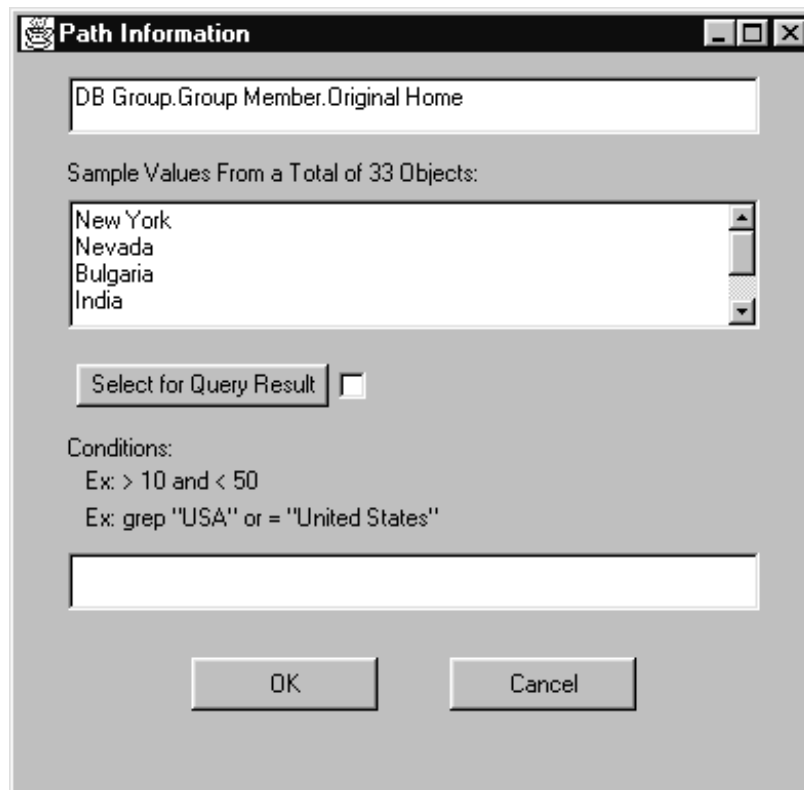 Path Information
DB Group.Group Member.Original Home
Sample Values From a Total of 33 Objects:
New York
Nevada
Bulgaria
India
Select for Query Result
Conditions:
Ex: > 10 and < 50
Ex: grep "USA" or = "United States"
OK
Cancel